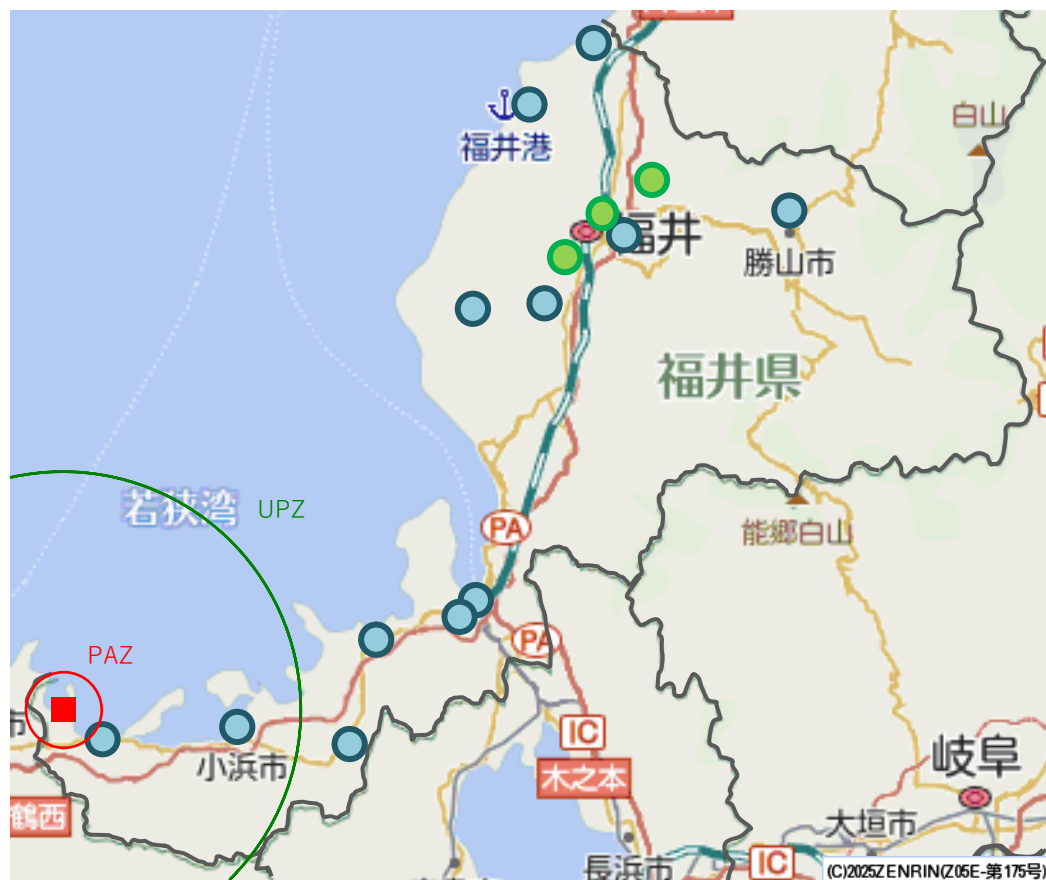 白山
福井港
福井
勝山市
福井県
若狭湾
UPZ
PA
能郷白山
PA
PAZ
市
IC
小浜市
木之本
岐阜
鶴西
大垣市
長浜市
IC
(C)2025ZENRIN(Z05E-第175号)